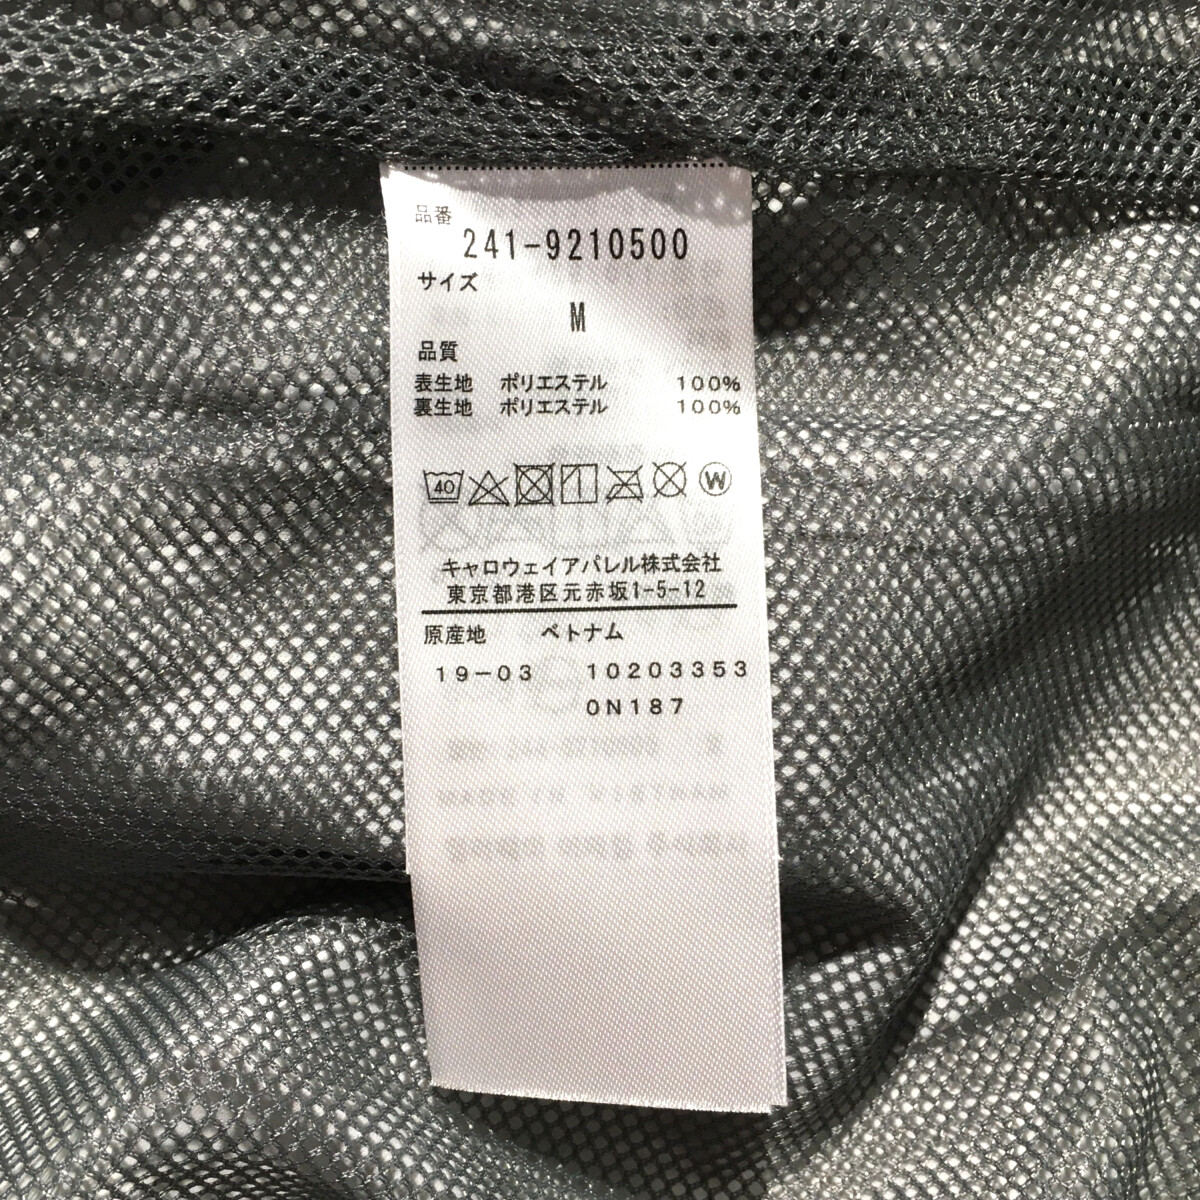 品番
241-9210500
サイズ
M
品質
表生地 ポリエステル 100%
裏生地 ポリエステル 100%
40 W
キャロウェイアパレル株式会社
東京都港区元赤坂1-5-12
原産地 ベトナム
19-03 10203353
0N187